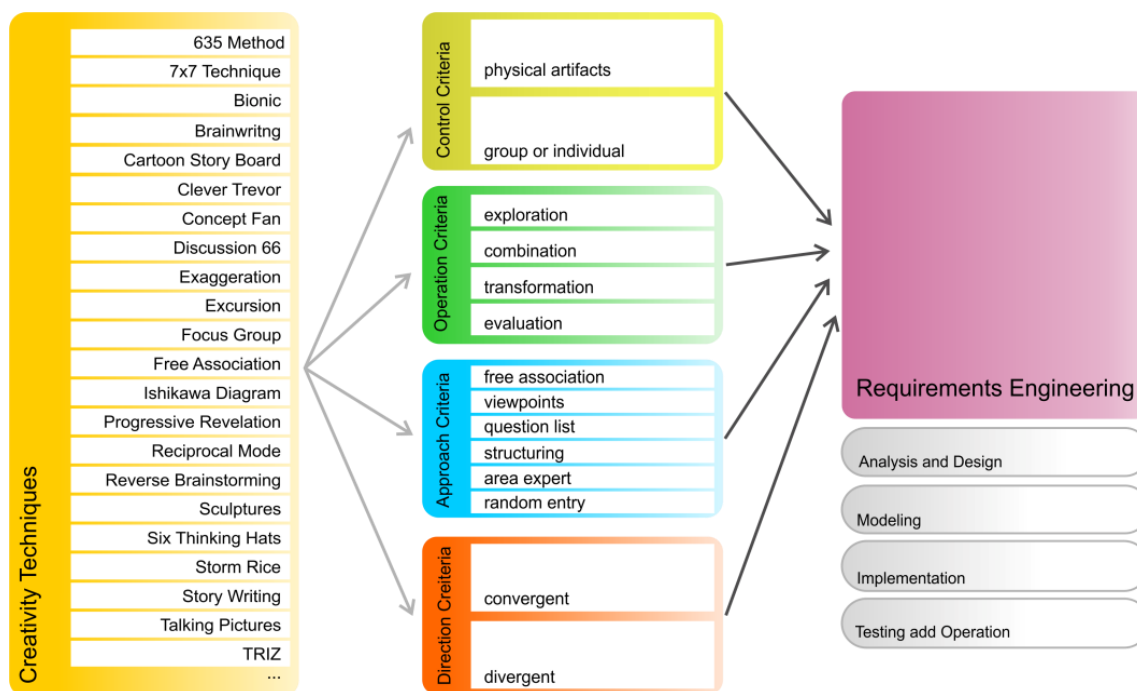 Creativity Techniques
635 Method
7x7 Technique
Bionic
Brainwritng
Cartoon Story Board
Clever Trevor
Concept Fan
Discussion 66
Exaggeration
Excursion
Focus Group
Free Association
Ishikawa Diagram
Progressive Revelation
Reciprocal Mode
Reverse Brainstorming
Sculptures
Six Thinking Hats
Storm Rice
Story Writing
Talking Pictures
TRIZ
...
Control Criteria
physical artifacts
group or individual
Operation Criteria
exploration
combination
transformation
evaluation
Approach Criteria
free association
viewpoints
question list
structuring
area expert
random entry
Direction Creiteria
convergent
divergent
Requirements Engineering
Analysis and Design
Modeling
Implementation
Testing add Operation